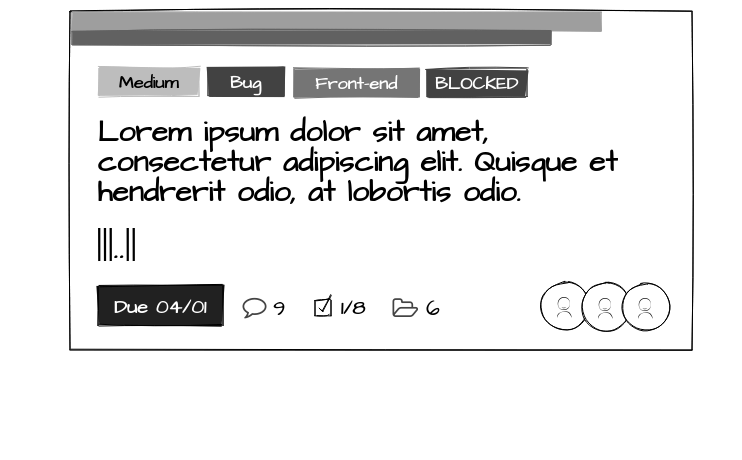 Medium Bug Front-end BLOCKED
Lorem ipsum dolor sit amet,
consectetur adipiscing elit. Quisque et
hendrerit odio, at lobortis odio.
|||..||
Due 04/01 9 1/8 6